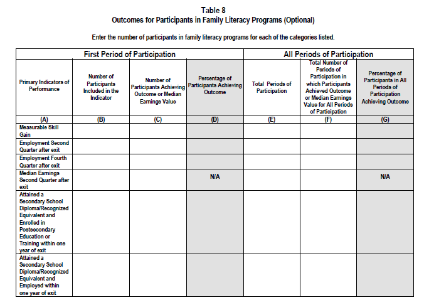 Table 8
Outcomes for Participants in Family Literacy Programs (Optional)
Enter the number of participants in family literacy programs for each of the categories listed.
First Period of Participation
All Periods of Participation
Primary Indicators of
Performance
Number of
Participants
Included in the
Indicator
Number of
Participants Achieving
Outcome or Median
Earnings Value
Percentage of
Participants Achieving
Outcome
Total Periods of
Participation
Total Number of
Periods of
Participation in
which Participants
Achieved Outcome
or Median Earnings
Value for All Periods
of Participation
Percentage of
Participants in All
Periods of
Participation
Achieving Outcome
(A)
(B)
(C)
(D)
(E)
(F)
(G)
Measurable Skill
Gain
Employment Second
Quarter after exit
Employment Fourth
Quarter after exit
Median Earnings
Second Quarter after
exit
N/A
N/A
Attained a
Secondary School
Diploma/Recognized
Equivalent and
Enrolled in
Postsecondary
Education or
Training within one
year of exit
Attained a
Secondary School
Diploma/Recognized
Equivalent and
Employed within
one year of exit